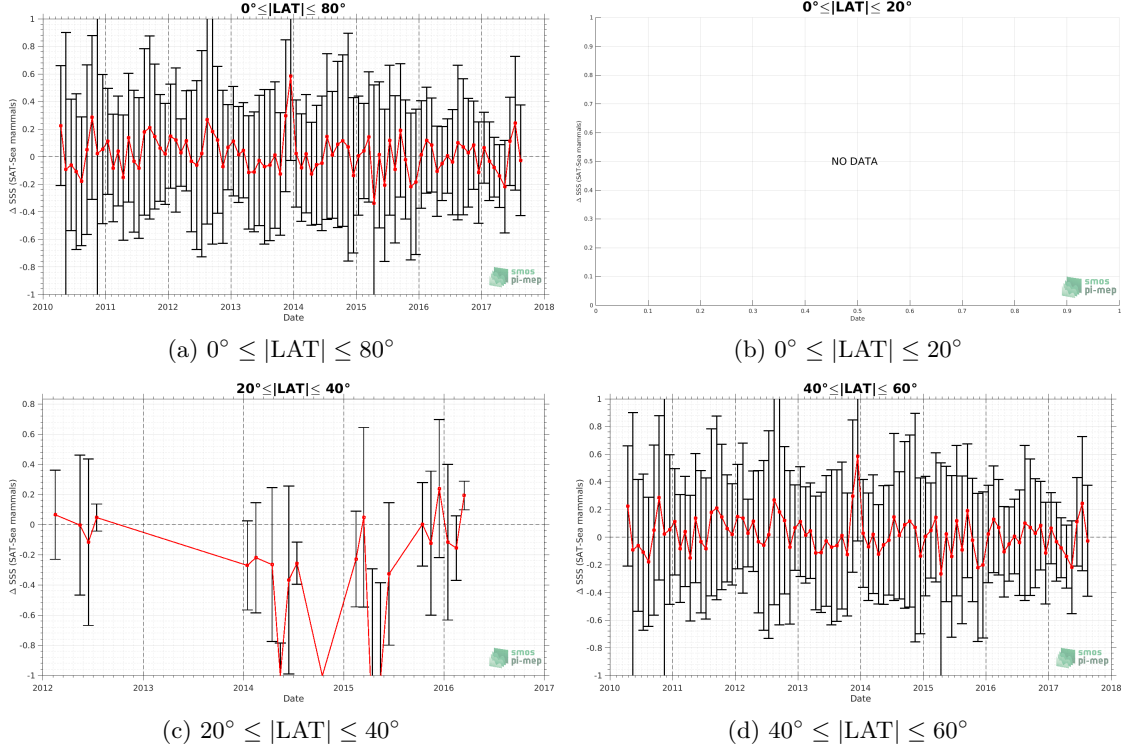 0°≤|LAT|≤ 80°
1
0.8
0.6
0.4
0.2
0
-0.2
-0.4
-0.6
-0.8
-1
Δ SSS (SAT-Sea mammals)
2010 2011 2012 2013 2014 2015 2016 2017 2018
Date
smos
pi-mep
(a) 0° ≤ |LAT| ≤ 80°
0°≤|LAT|≤ 20°
1
0.9
0.8
0.7
0.6
0.5
0.4
0.3
0.2
0.1
0
Δ SSS (SAT-Sea mammals)
NO DATA
0 0.1 0.2 0.3 0.4 0.5 0.6 0.7 0.8 0.9 1
Date
smos
pi-mep
(b) 0° ≤ |LAT| ≤ 20°
20°≤|LAT|≤ 40°
0.8
0.6
0.4
0.2
0
-0.2
-0.4
-0.6
-0.8
-1
Δ SSS (SAT-Sea mammals)
2012 2013 2014 2015 2016 2017
Date
smos
pi-mep
(c) 20° ≤ |LAT| ≤ 40°
40°≤|LAT|≤ 60°
1
0.8
0.6
0.4
0.2
0
-0.2
-0.4
-0.6
-0.8
-1
Δ SSS (SAT-Sea mammals)
2010 2011 2012 2013 2014 2015 2016 2017 2018
Date
smos
pi-mep
(d) 40° ≤ |LAT| ≤ 60°